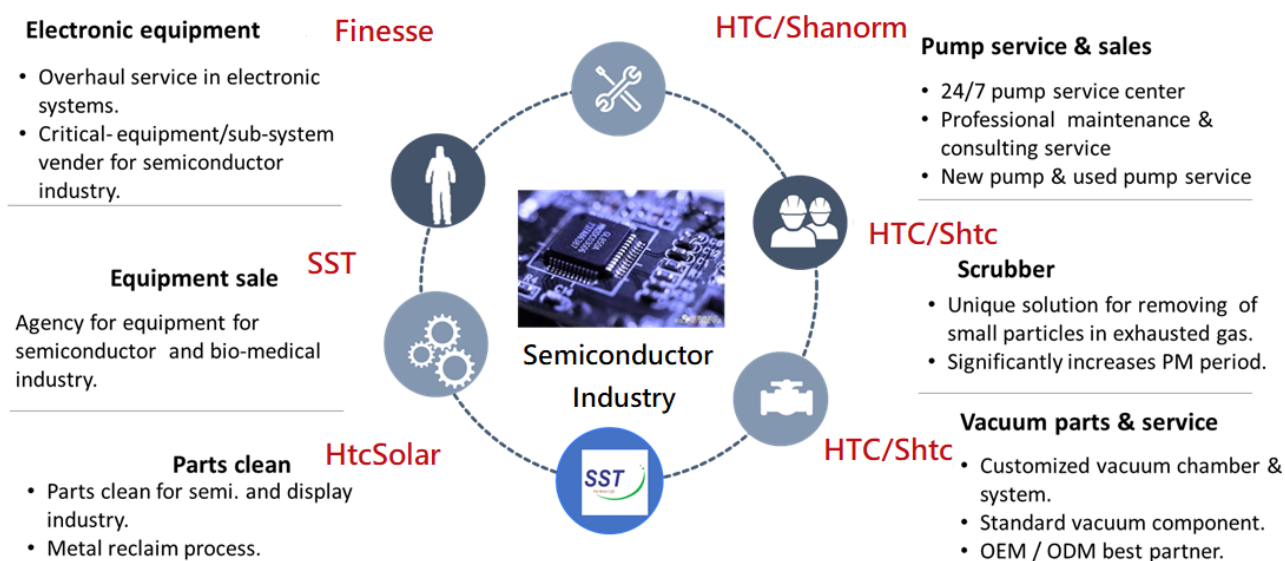 Electronic equipment
Finesse
• Overhaul service in electronic
systems.
• Critical- equipment/sub-system
vender for semiconductor
industry.
Equipment sale
SST
Agency for equipment for
semiconductor and bio-medical
industry.
Parts clean
HtcSolar
• Parts clean for semi. and display
industry.
• Metal reclaim process.
Semiconductor
Industry
SST
HTC/Shanorm
Pump service & sales
• 24/7 pump service center
• Professional maintenance &
consulting service
• New pump & used pump service
HTC/Shtc
Scrubber
• Unique solution for removing of
small particles in exhausted gas.
• Significantly increases PM period.
HTC/Shtc
Vacuum parts & service
• Customized vacuum chamber &
system.
• Standard vacuum component.
• OEM / ODM best partner.